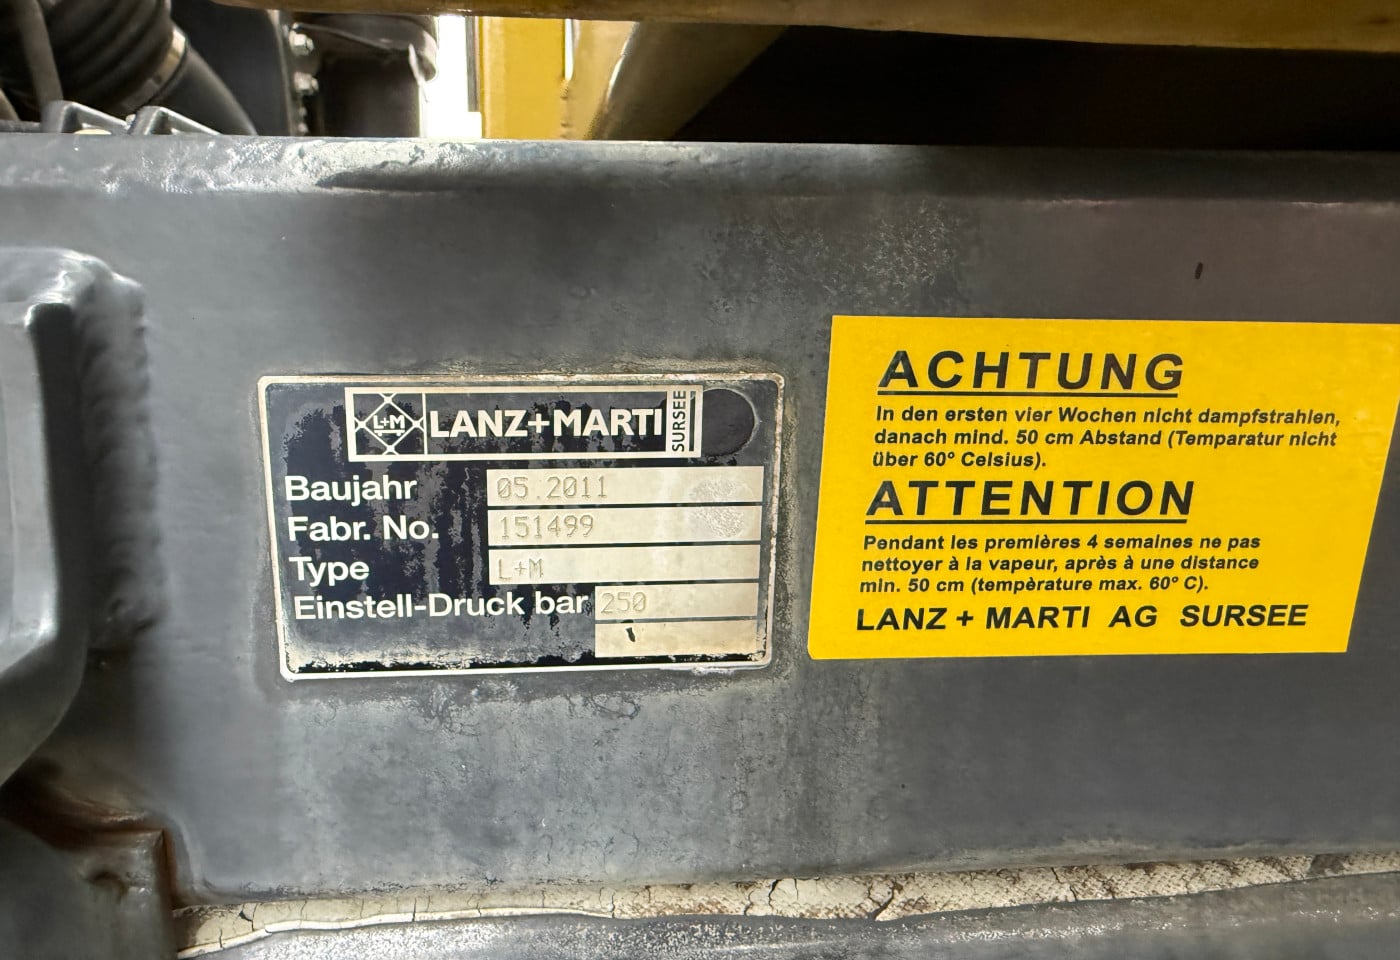 L+M LANZ+MARTI SURSEE
Baujahr 05.2011
Fabr. No. 151499
Type L+M
Einstell-Druck bar 250
ACHTUNG
In den ersten vier Wochen nicht dampfstrahlen,
danach mind. 50 cm Abstand (Temparatur nicht
über 60° Celsius).
ATTENTION
Pendant les premlères 4 semaines ne pas
nettoyer à la vapeur, après à une distance
min. 50 cm (tempèrature max. 60° C).
LANZ + MARTI AG SURSEE